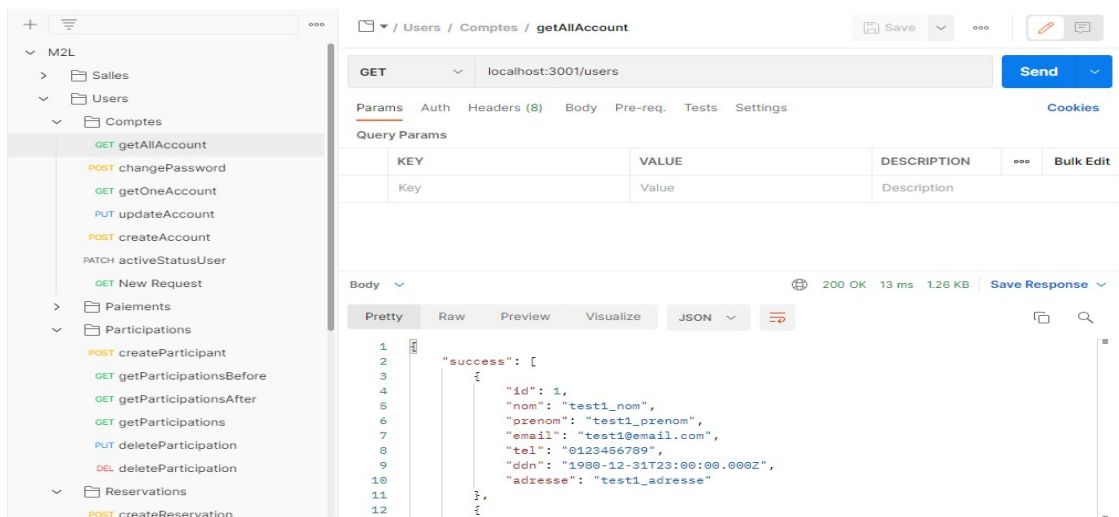 M2L
Salles
Users
Comptes
GET getAllAccount
POST changePassword
GET getOneAccount
PUT updateAccount
POST createAccount
PATCH activeStatusUser
GET New Request
Paiements
Participations
POST createParticipant
GET getParticipationsBefore
GET getParticipationsAfter
GET getParticipations
PUT deleteParticipation
DEL deleteParticipation
Reservations
POST createReservation
/ Users / Comptes / getAllAccount
Save
GET localhost:3001/users Send
Params Auth Headers (8) Body Pre-req. Tests Settings Cookies
Query Params
KEY VALUE DESCRIPTION Bulk Edit
Key Value Description
Body 200 OK 13 ms 1.26 KB Save Response
Pretty Raw Preview Visualize JSON
1 {
2 "success": [
3 {
4 "id": 1,
5 "nom": "test1_nom",
6 "prenom": "test1_prenom",
7 "email": "test1@email.com",
8 "tel": "0123456789",
9 "ddn": "1980-12-31T23:00:00.000Z",
10 "adresse": "test1_adresse"
11 },
12 {